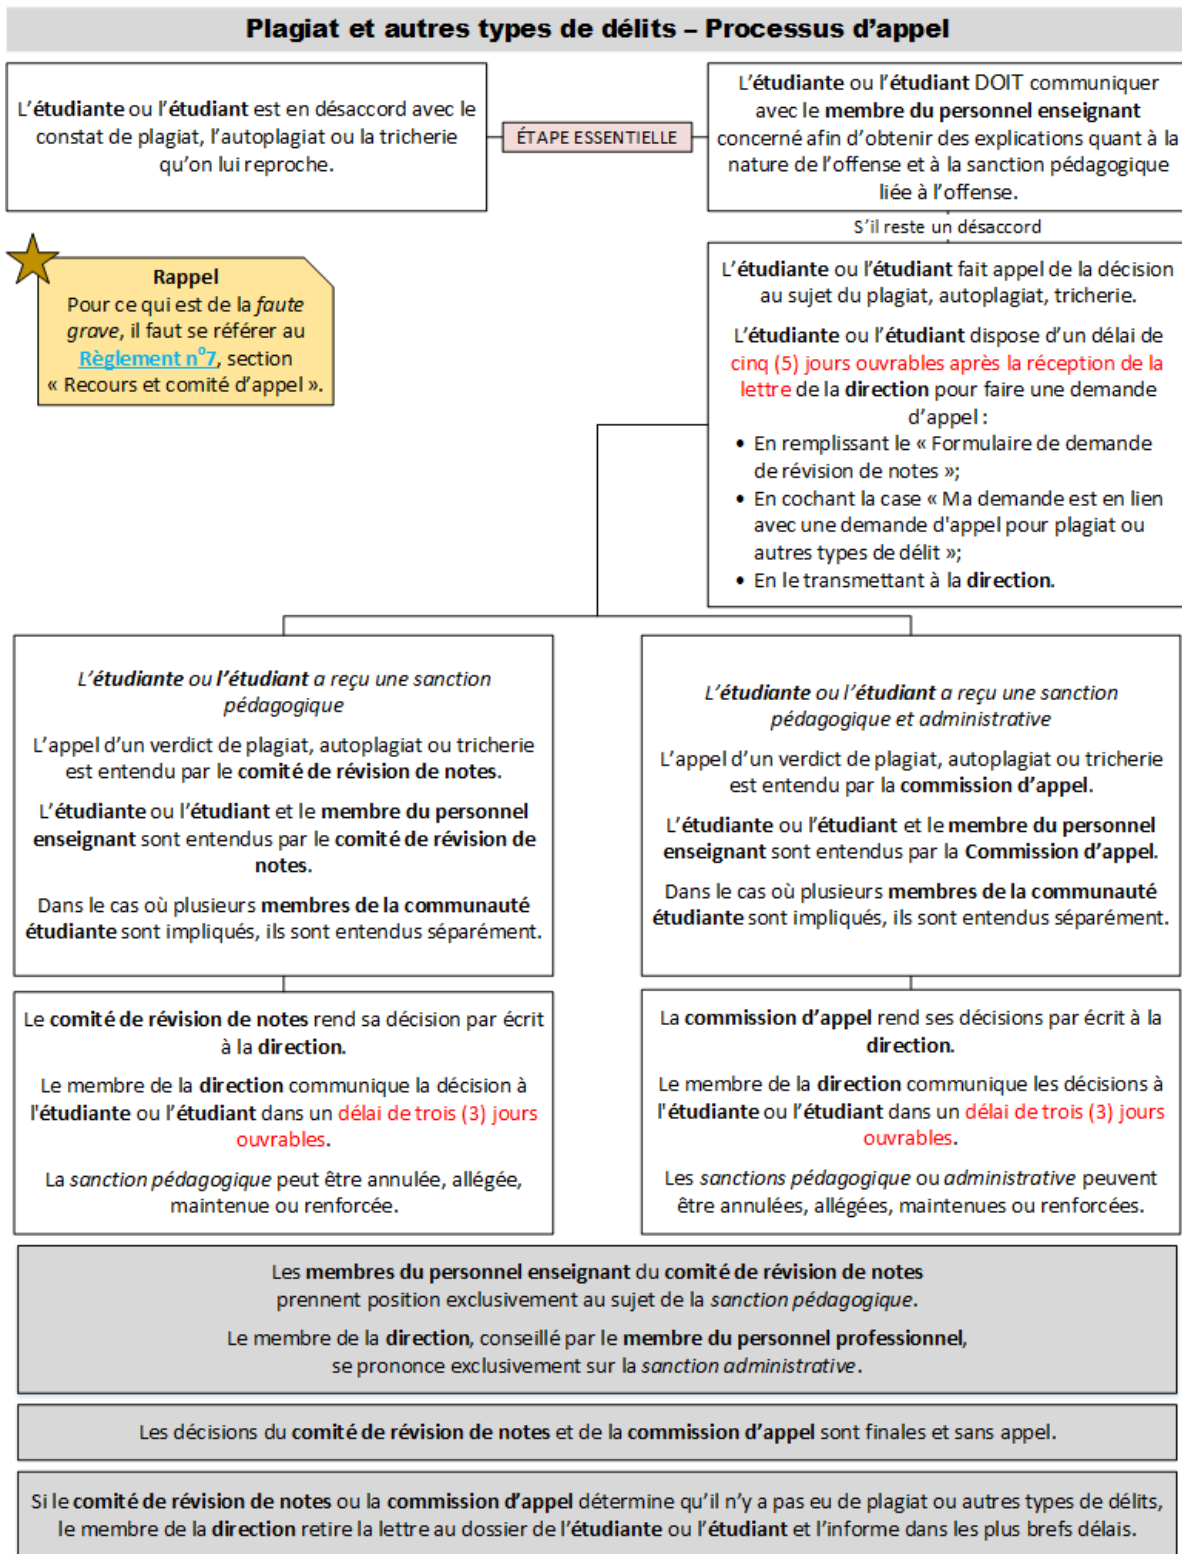 Plagiat et autres types de délits – Processus d’appel
L’étudiante ou l’étudiant est en désaccord avec le
constat de plagiat, l’autoplagiat ou la tricherie
qu’on lui reproche.
ÉTAPE ESSENTIELLE
L’étudiante ou l’étudiant DOIT communiquer
avec le membre du personnel enseignant
concerné afin d’obtenir des explications quant à la
nature de l’offense et à la sanction pédagogique
liée à l’offense.
S’il reste un désaccord
Rappel
Pour ce qui est de la faute
grave, il faut se référer au
Règlement n°7, section
« Recours et comité d’appel ».
L’étudiante ou l’étudiant fait appel de la décision
au sujet du plagiat, autoplagiat, tricherie.
L’étudiante ou l’étudiant dispose d’un délai de
cinq (5) jours ouvrables après la réception de la
lettre de la direction pour faire une demande
d’appel :
• En remplissant le « Formulaire de demande
de révision de notes »;
• En cochant la case « Ma demande est en lien
avec une demande d'appel pour plagiat ou
autres types de délit »;
• En le transmettant à la direction.
L’étudiante ou l’étudiant a reçu une sanction
pédagogique
L’appel d’un verdict de plagiat, autoplagiat ou tricherie
est entendu par le comité de révision de notes.
L’étudiante ou l’étudiant et le membre du personnel
enseignant sont entendus par le comité de révision de
notes.
Dans le cas où plusieurs membres de la communauté
étudiante sont impliqués, ils sont entendus séparément.
L’étudiante ou l’étudiant a reçu une sanction
pédagogique et administrative
L’appel d’un verdict de plagiat, autoplagiat ou tricherie
est entendu par la commission d’appel.
L’étudiante ou l’étudiant et le membre du personnel
enseignant sont entendus par la Commission d’appel.
Dans le cas où plusieurs membres de la communauté
étudiante sont impliqués, ils sont entendus séparément.
Le comité de révision de notes rend sa décision par écrit
à la direction.
Le membre de la direction communique la décision à
l'étudiante ou l’étudiant dans un délai de trois (3) jours
ouvrables.
La sanction pédagogique peut être annulée, allégée,
maintenue ou renforcée.
La commission d’appel rend ses décisions par écrit à la
direction.
Le membre de la direction communique les décisions à
l'étudiante ou l’étudiant dans un délai de trois (3) jours
ouvrables.
Les sanctions pédagogique ou administrative peuvent
être annulées, allégées, maintenues ou renforcées.
Les membres du personnel enseignant du comité de révision de notes
prennent position exclusivement au sujet de la sanction pédagogique.
Le membre de la direction, conseillé par le membre du personnel professionnel,
se prononce exclusivement sur la sanction administrative.
Les décisions du comité de révision de notes et de la commission d’appel sont finales et sans appel.
Si le comité de révision de notes ou la commission d’appel détermine qu’il n’y a pas eu de plagiat ou autres types de délits,
le membre de la direction retire la lettre au dossier de l’étudiante ou l’étudiant et l’informe dans les plus brefs délais.